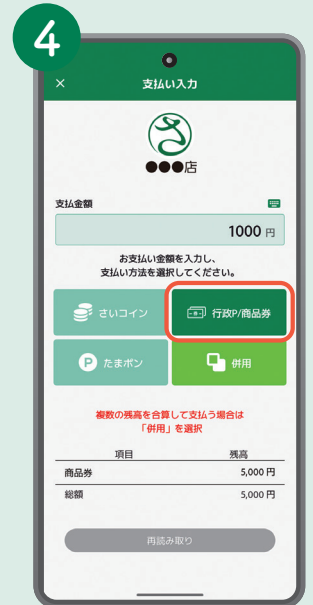 4
× 支払い入力
さ
●●●店
支払金額
1000 円
お支払い金額を入力し、
支払い方法を選択してください。
さいコイン 行政P/商品券
P たまポン 併用
複数の残高を合算して支払う場合は
「併用」を選択
項目 残高
商品券 5,000 円
総額 5,000 円
再読み取り